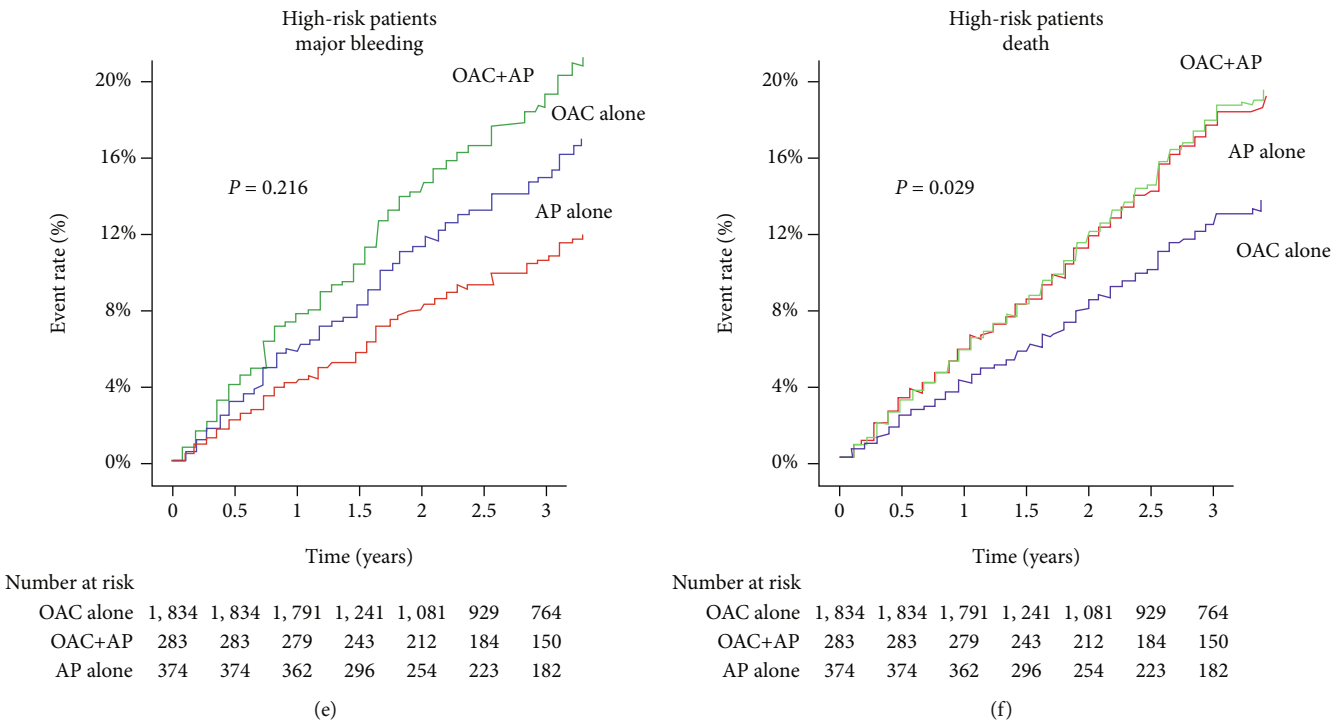 High-risk patients
major bleeding
20%
16%
12%
8%
4%
0%
Event rate (%)
OAC+AP
OAC alone
AP alone
P = 0.216
0 0.5 1 1.5 2 2.5 3
Time (years)
Number at risk
OAC alone 1, 834 1, 834 1, 791 1, 241 1, 081 929 764
OAC+AP 283 283 279 243 212 184 150
AP alone 374 374 362 296 254 223 182
(e)
High-risk patients
death
20%
16%
12%
8%
4%
0%
Event rate (%)
OAC+AP
AP alone
P = 0.029
OAC alone
0 0.5 1 1.5 2 2.5 3
Time (years)
Number at risk
OAC alone 1, 834 1, 834 1, 791 1, 241 1, 081 929 764
OAC+AP 283 283 279 243 212 184 150
AP alone 374 374 362 296 254 223 182
(f)